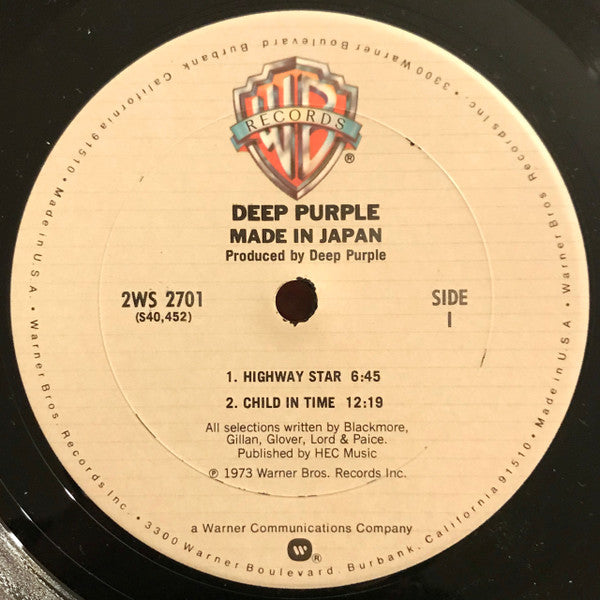 WB
RECORDS
®
DEEP PURPLE
MADE IN JAPAN
Produced by Deep Purple
2WS 2701
(S40,452)
SIDE
1
1. HIGHWAY STAR 6:45
2. CHILD IN TIME 12:19
All selections written by Blackmore,
Gillan, Glover, Lord & Paice.
Published by HEC Music
℗ 1973 Warner Bros. Records Inc.
a Warner Communications Company
W ®
Warner Bros. Records Inc. • 3300 Warner Boulevard, Burbank, California 91510 • Made in U.S.A. • Warner Bros. Records Inc. • 3300 Warner Boulevard, Burbank, California 91510 • Made in U.S.A •